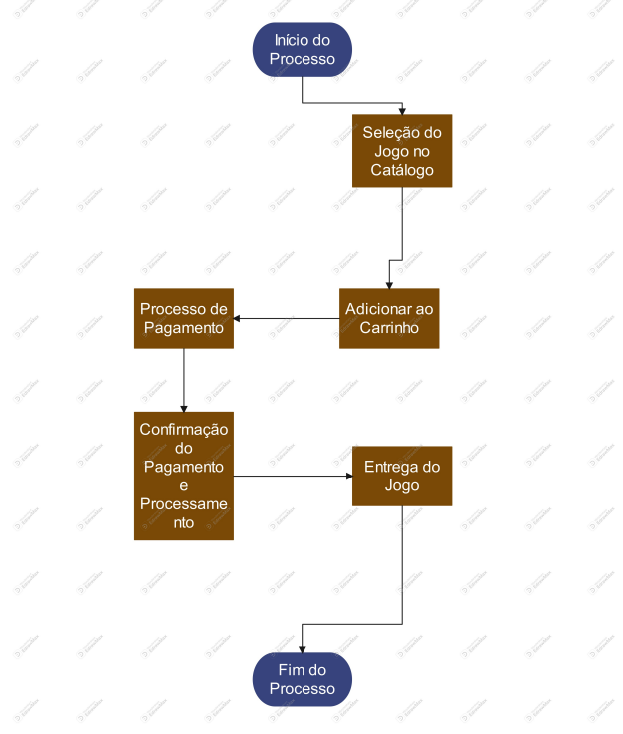 Início do
Processo
Seleção do
Jogo no
Catálogo
Adicionar ao
Carrinho
Processo de
Pagamento
Confirmação
do
Pagamento
e
Processame
nto
Entrega do
Jogo
Fim do
Processo